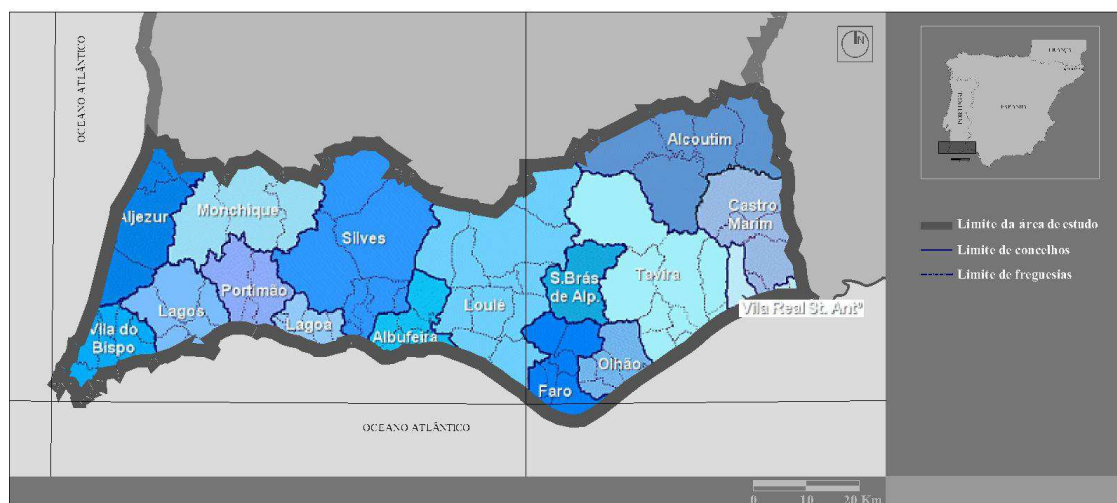 OCEANO ATLÂNTICO
N
Alcoutim
Aljezur
Monchique
Castro
Marim
Silves
S.Brás
de Alp.
Tavira
Portimão
Lagos
Loulé
Vila Real St. Antº
Lagoa
Vila do
Bispo
Albufeira
Olhão
Faro
OCEANO ATLÂNTICO
FRANÇA
PORTUGAL
ESPANHA
Limite da área de estudo
Limite de concelhos
Limite de freguesias
0 10 20 Km